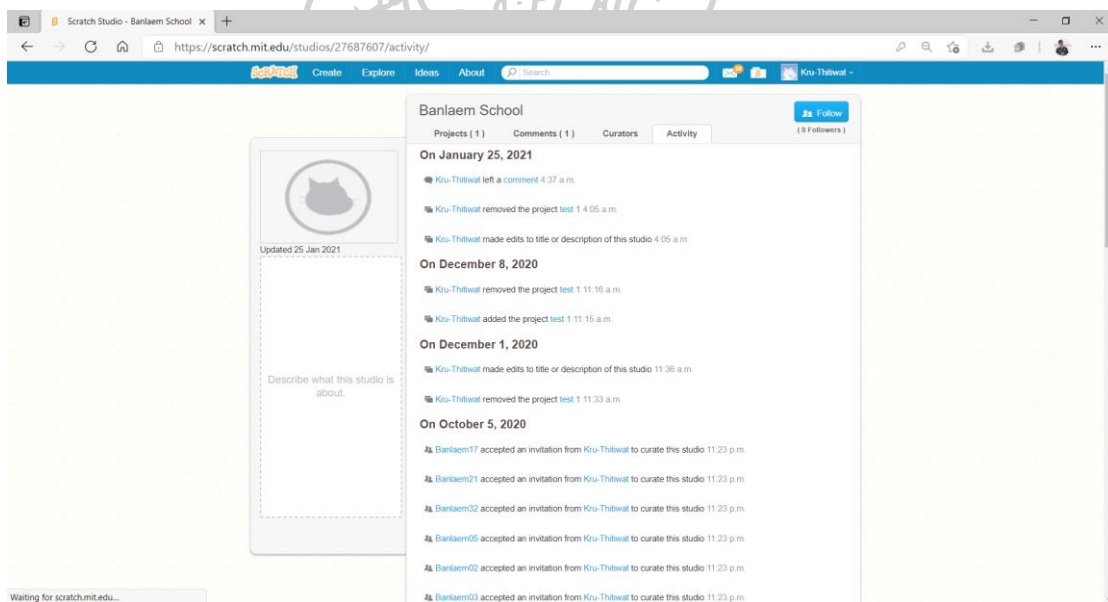 Scratch Studio - Banlaem School
https://scratch.mit.edu/studios/27687607/activity/
SCRATCH Create Explore Ideas About Search Kru-Thitiwat
Banlaem School
Follow
(0 Followers)
Projects (1) Comments (1) Curators Activity
On January 25, 2021
Kru-Thitiwat left a comment 4:37 a.m.
Kru-Thitiwat removed the project test 1 4:05 a.m.
Kru-Thitiwat made edits to title or description of this studio 4:05 a.m.
Updated 25 Jan 2021
On December 8, 2020
Kru-Thitiwat removed the project test 1 11:16 a.m.
Kru-Thitiwat added the project test 1 11:15 a.m.
On December 1, 2020
Kru-Thitiwat made edits to title or description of this studio 11:36 a.m.
Describe what this studio is
about.
Kru-Thitiwat removed the project test 1 11:33 a.m.
On October 5, 2020
Banlaem17 accepted an invitation from Kru-Thitiwat to curate this studio 11:23 p.m.
Banlaem21 accepted an invitation from Kru-Thitiwat to curate this studio 11:23 p.m.
Banlaem32 accepted an invitation from Kru-Thitiwat to curate this studio 11:23 p.m.
Banlaem05 accepted an invitation from Kru-Thitiwat to curate this studio 11:23 p.m.
Banlaem02 accepted an invitation from Kru-Thitiwat to curate this studio 11:23 p.m.
Banlaem03 accepted an invitation from Kru-Thitiwat to curate this studio 11:23 p.m.
Waiting for scratch.mit.edu...